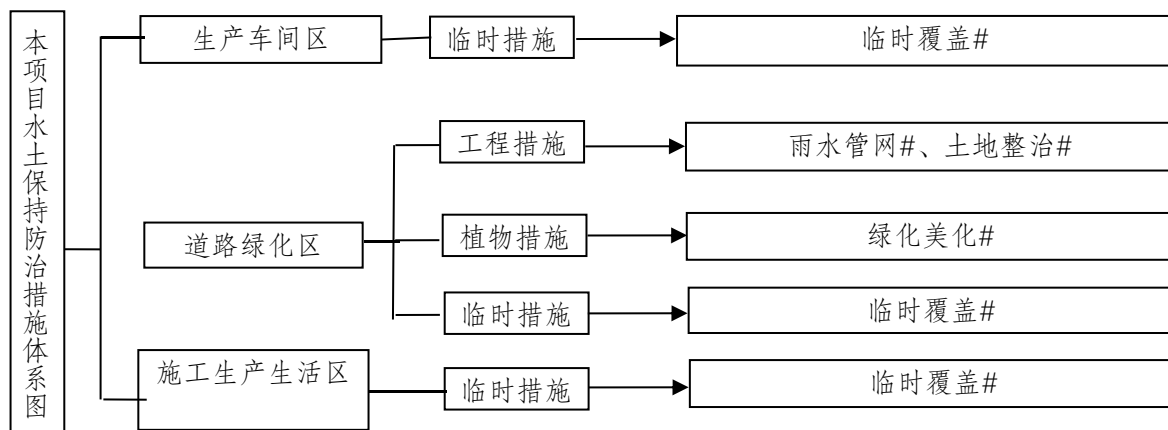 本项目水土保持防治措施体系图
生产车间区
临时措施
临时覆盖#
道路绿化区
工程措施
雨水管网#、土地整治#
植物措施
绿化美化#
临时措施
临时覆盖#
施工生产生活区
临时措施
临时覆盖#